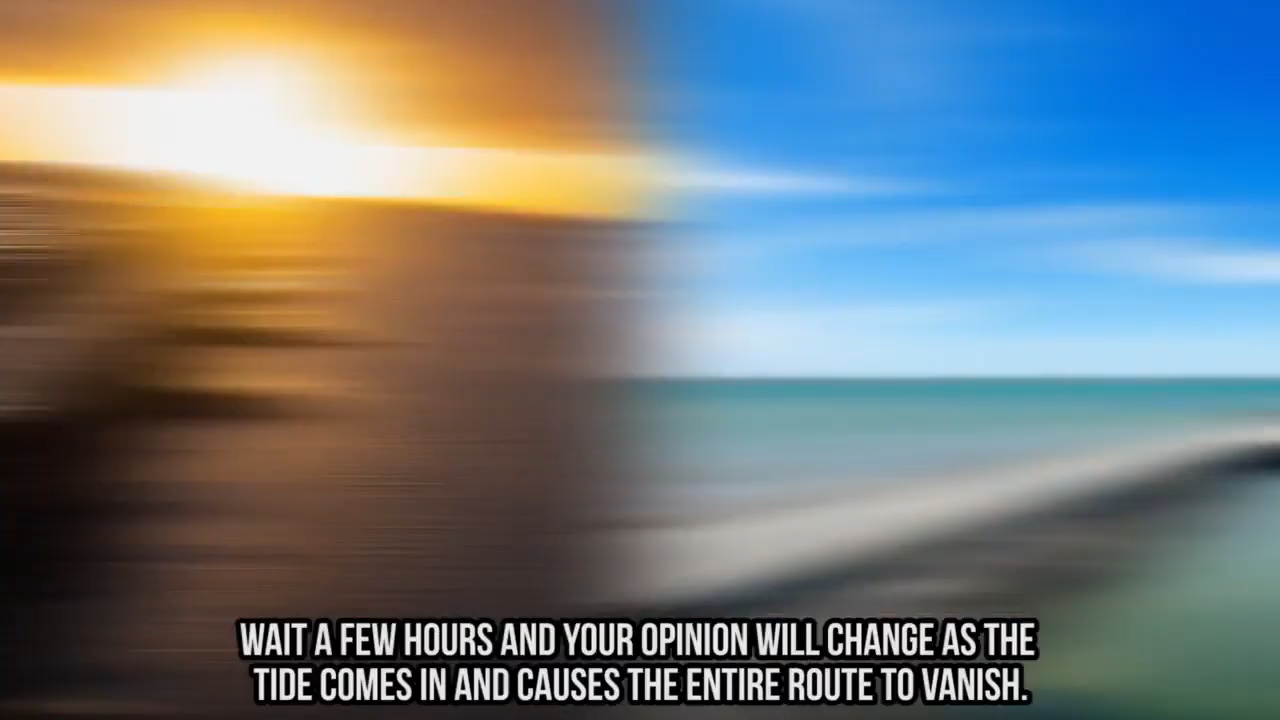 WAIT A FEW HOURS AND YOUR OPINION WILL CHANGE AS THE
TIDE COMES IN AND CAUSES THE ENTIRE ROUTE TO VANISH.